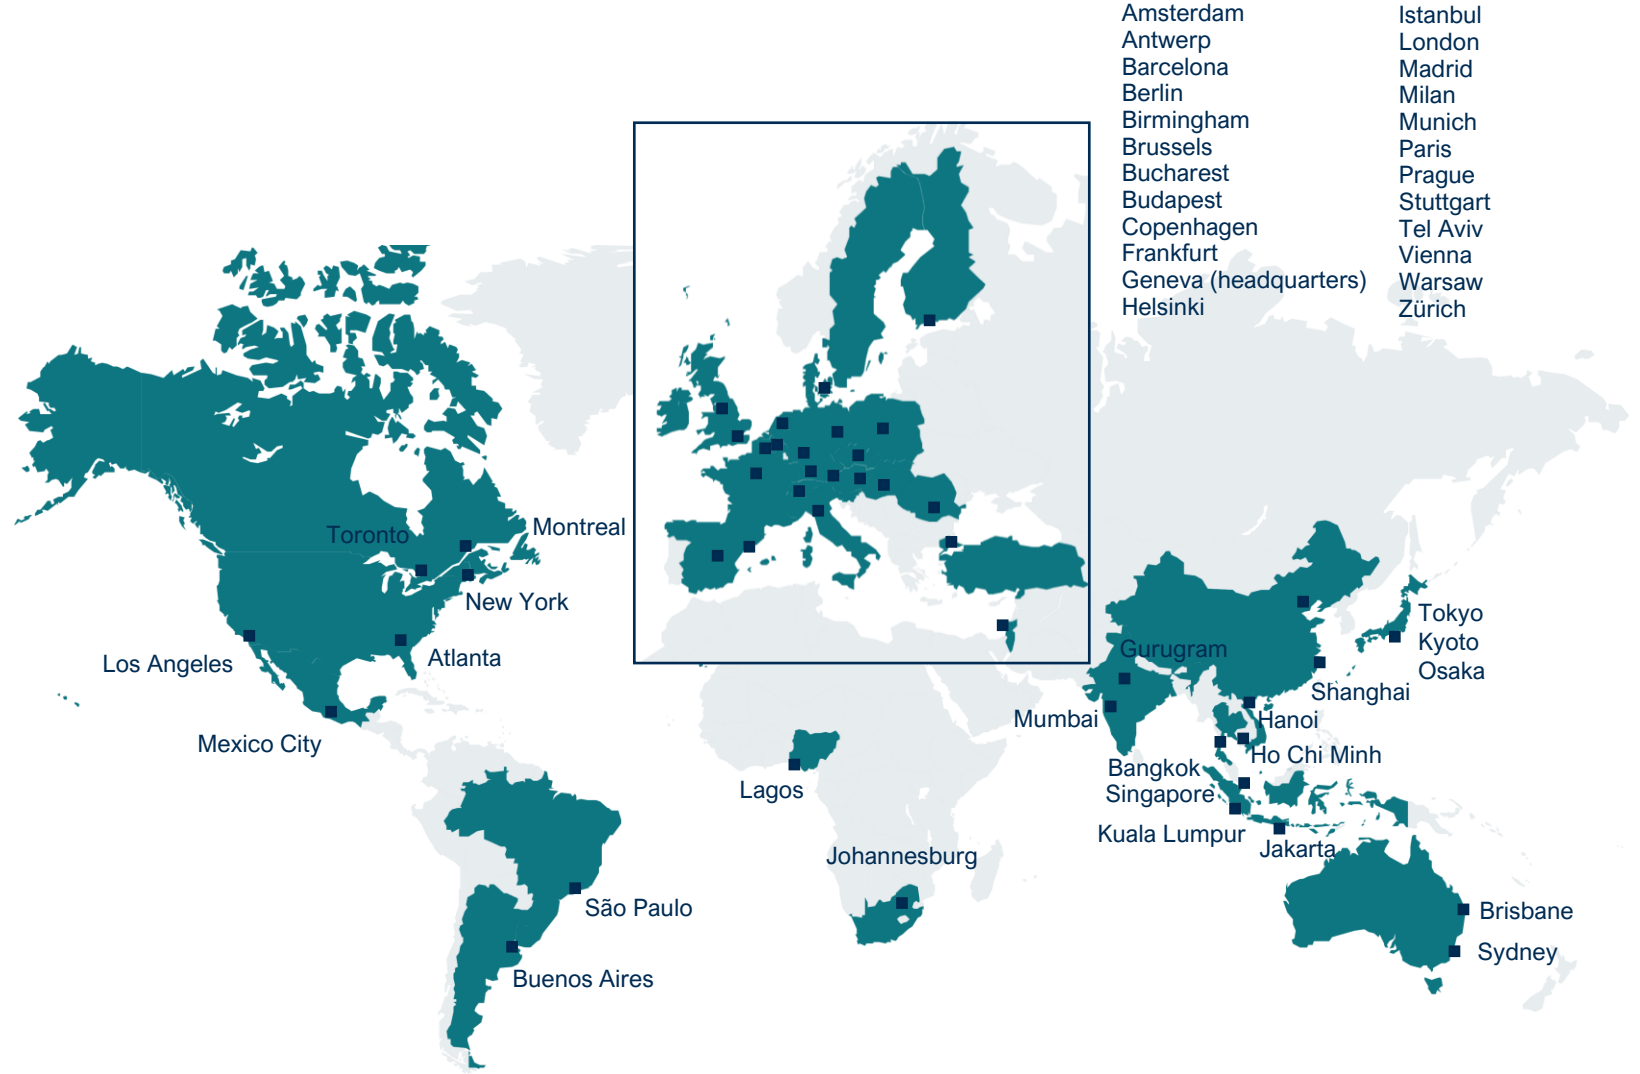 Amsterdam
Antwerp
Barcelona
Berlin
Birmingham
Brussels
Bucharest
Budapest
Copenhagen
Frankfurt
Geneva (headquarters)
Helsinki
Istanbul
London
Madrid
Milan
Munich
Paris
Prague
Stuttgart
Tel Aviv
Vienna
Warsaw
Zürich
Toronto
Montreal
New York
Los Angeles
Atlanta
Mexico City
São Paulo
Buenos Aires
Lagos
Johannesburg
Gurugram
Mumbai
Tokyo
Kyoto
Osaka
Shanghai
Hanoi
Ho Chi Minh
Bangkok
Singapore
Kuala Lumpur
Jakarta
Brisbane
Sydney